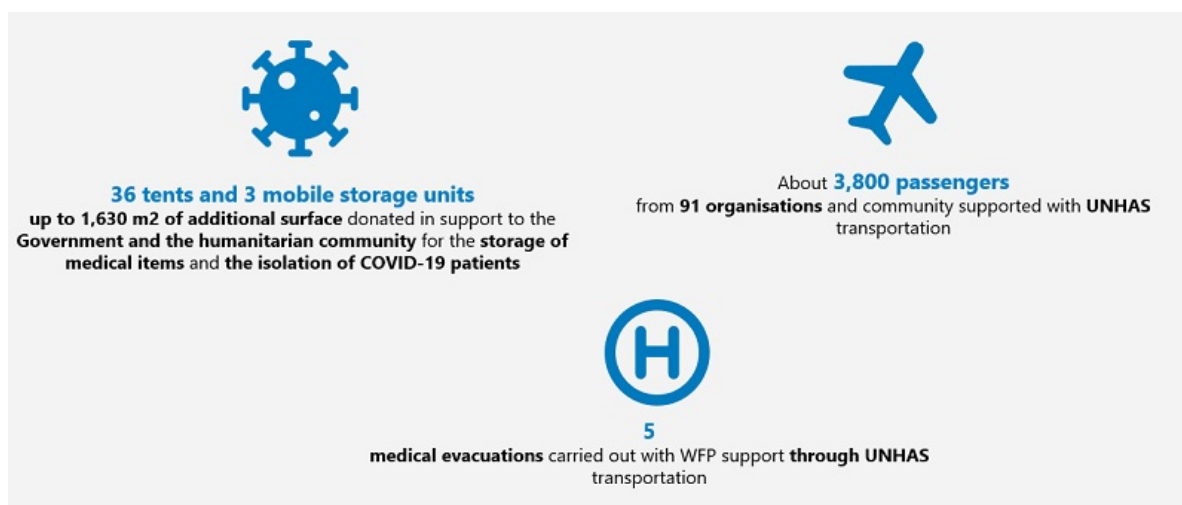 36 tents and 3 mobile storage units
up to 1,630 m2 of additional surface donated in support to the
Government and the humanitarian community for the storage of
medical items and the isolation of COVID-19 patients
About 3,800 passengers
from 91 organisations and community supported with UNHAS
transportation
H
5
medical evacuations carried out with WFP support through UNHAS
transportation